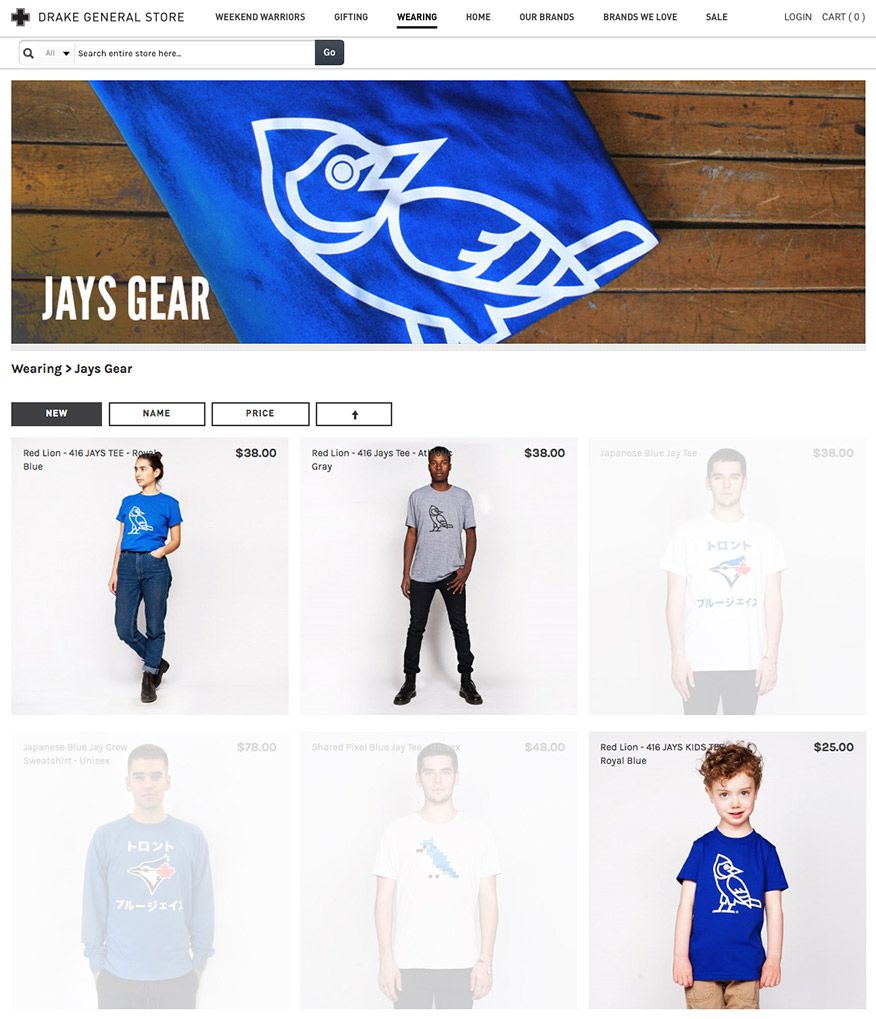 DRAKE GENERAL STORE
WEEKEND WARRIORS GIFTING WEARING HOME OUR BRANDS BRANDS WE LOVE SALE
LOGIN CART ( 0 )
All Search entire store here... Go
JAYS GEAR
Wearing > Jays Gear
NEW NAME PRICE
Red Lion - 416 JAYS TEE - Royal
Blue
$38.00
Red Lion - 416 Jays Tee - Athletic
Gray
$38.00
Japanese Blue Jay Tee
$38.00
トロント
ブルージェイズ
Japanese Blue Jay Crew
Sweatshirt - Unisex
$78.00
トロント
ブルージェイズ
Shared Pixel Blue Jay Tee - Unisex
$48.00
Red Lion - 416 JAYS KIDS TEE
Royal Blue
$25.00